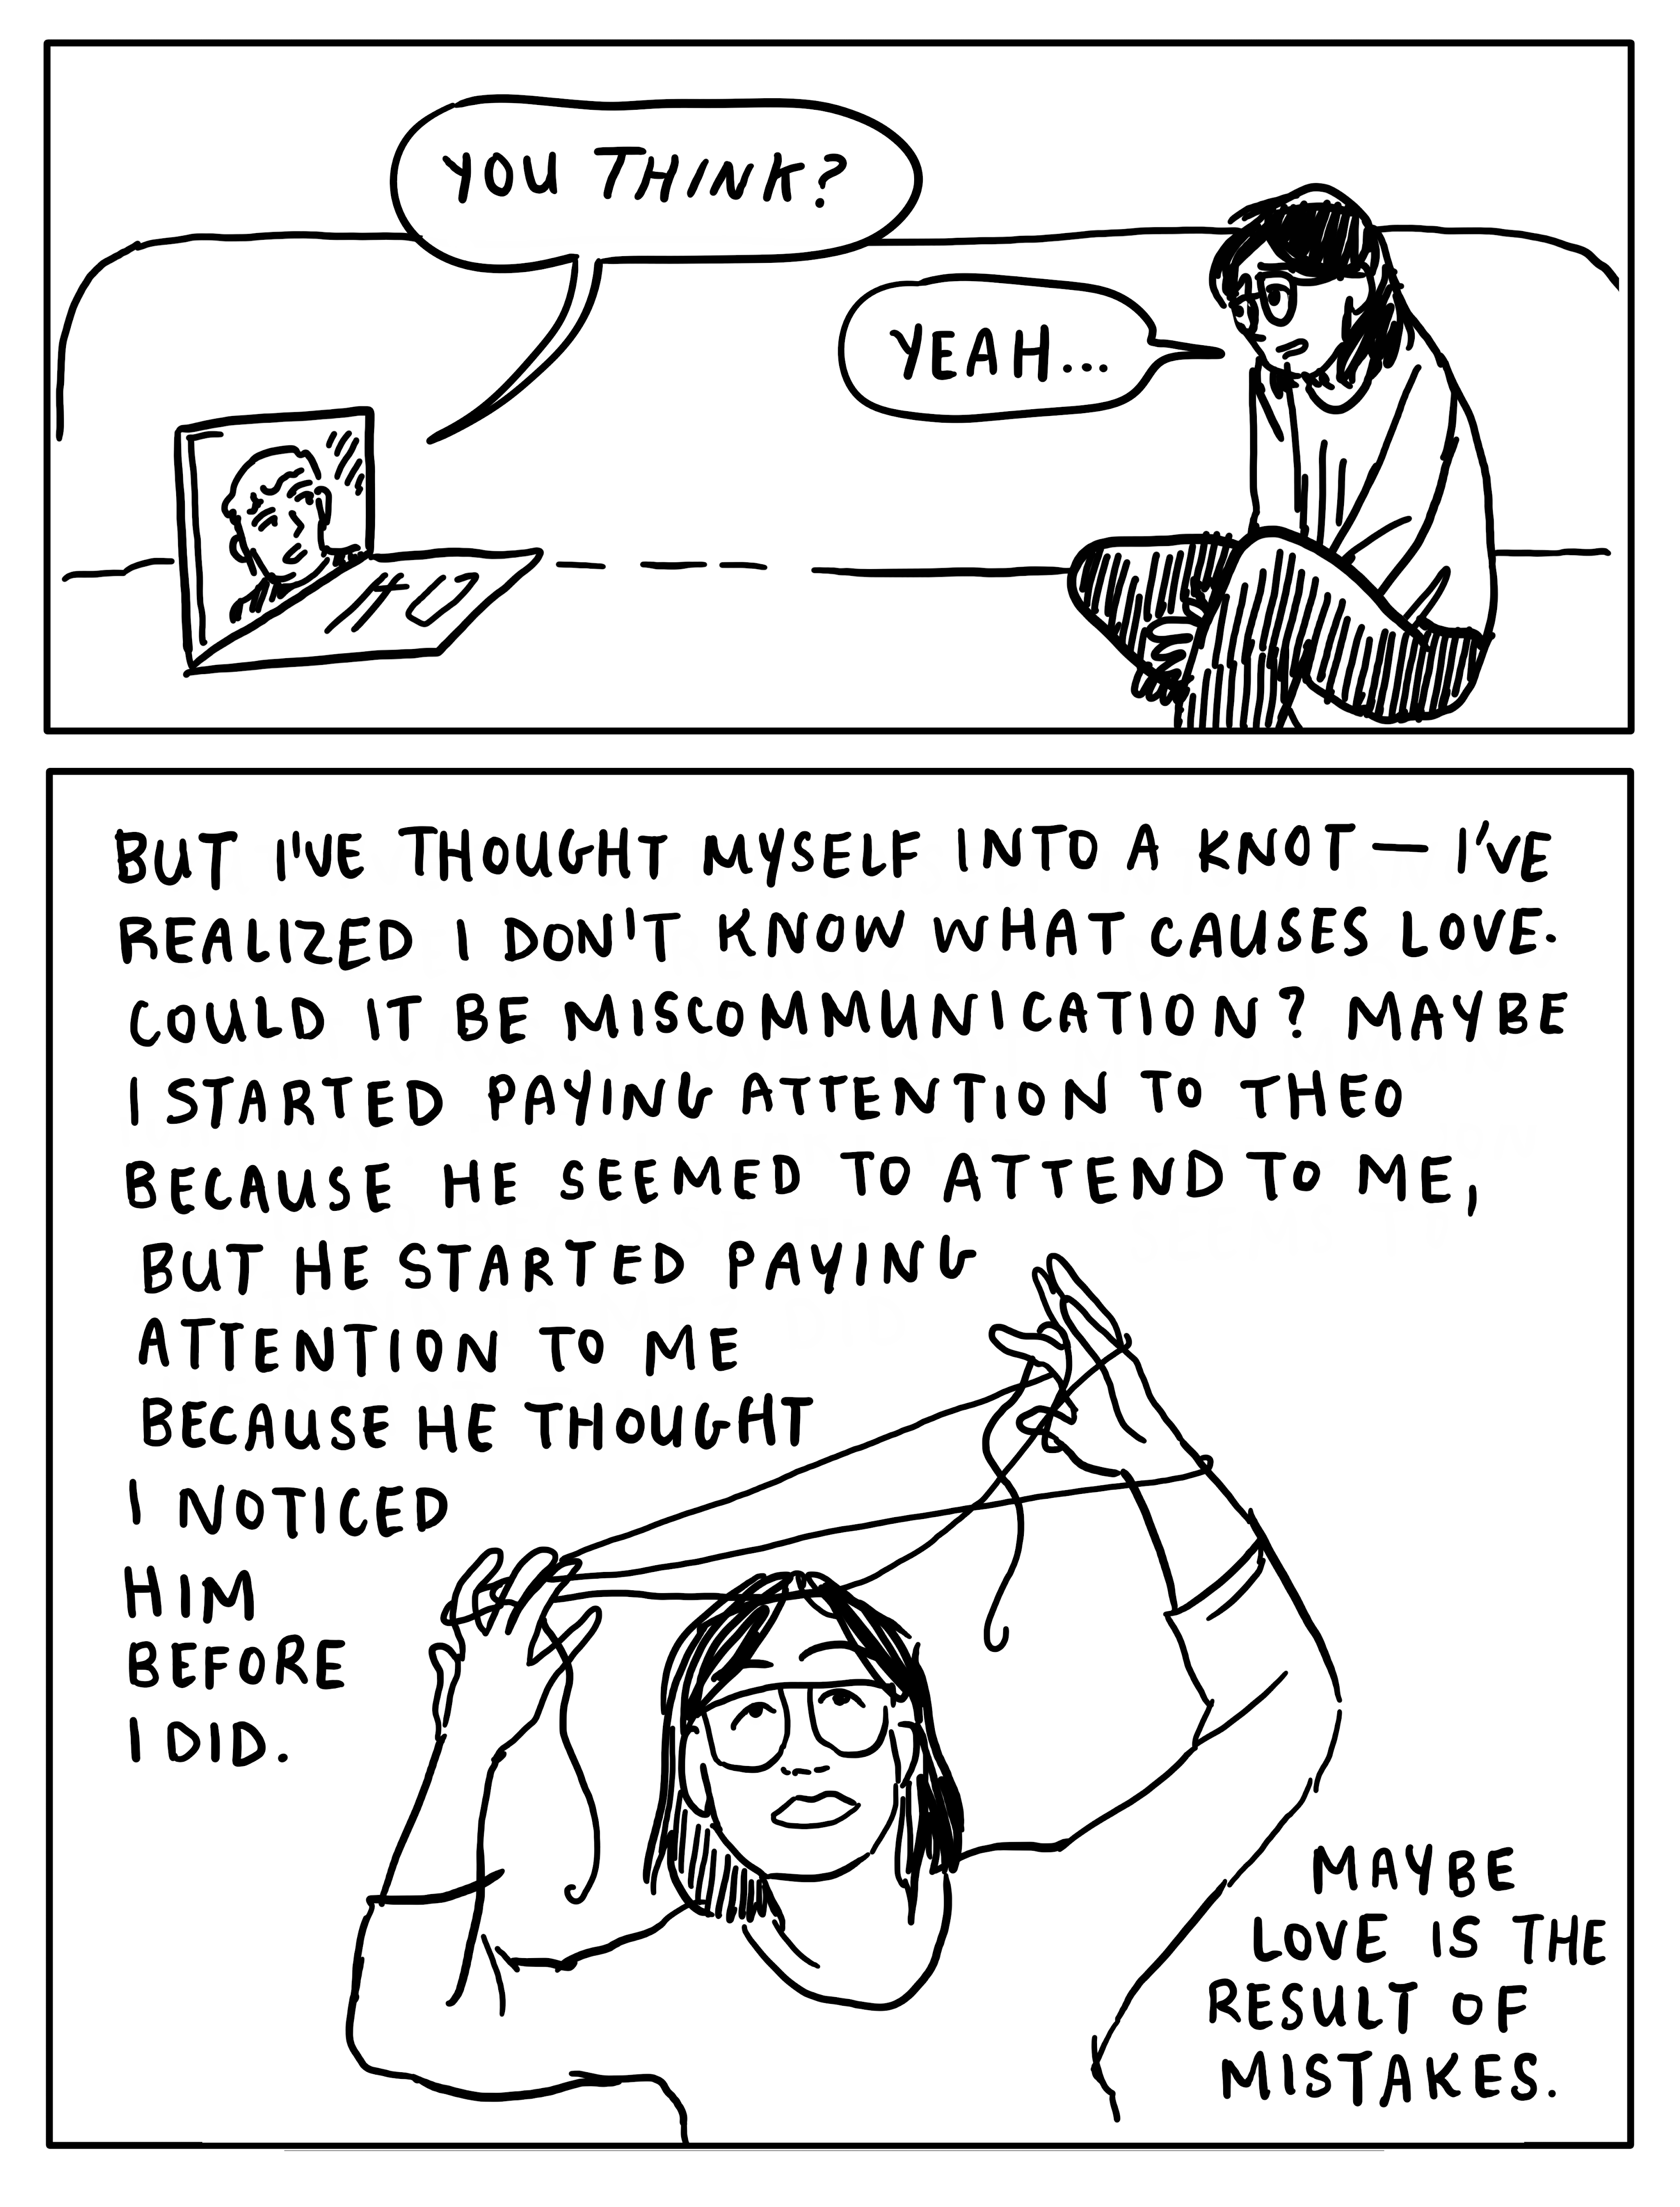 YOU THINK?
YEAH...
BUT I'VE THOUGHT MYSELF INTO A KNOT — I'VE
REALIZED I DON'T KNOW WHAT CAUSES LOVE.
COULD IT BE MISCOMMUNICATION? MAYBE
I STARTED PAYING ATTENTION TO THEO
BECAUSE HE SEEMED TO ATTEND TO ME,
BUT HE STARTED PAYING
ATTENTION TO ME
BECAUSE HE THOUGHT
I NOTICED
HIM
BEFORE
I DID.
MAYBE
LOVE IS THE
RESULT OF
MISTAKES.